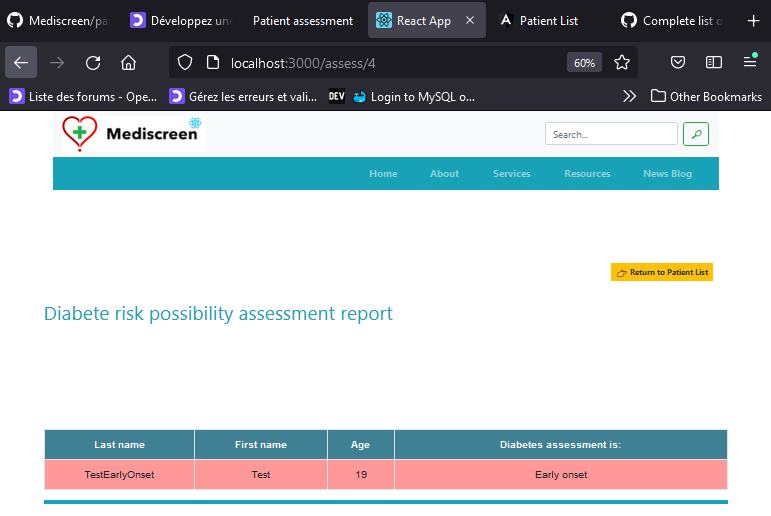 Mediscreen/pa
Développez une
Patient assessment
React App
Patient List
Complete list o
localhost:3000/assess/4
60%
Liste des forums - Ope...
Gérez les erreurs et vali...
DEV
Login to MySQL o...
Other Bookmarks
Mediscreen
Search...
Home About Services Resources News Blog
Return to Patient List
Diabete risk possibility assessment report
Last name First name Age Diabetes assessment is:
TestEarlyOnset Test 19 Early onset